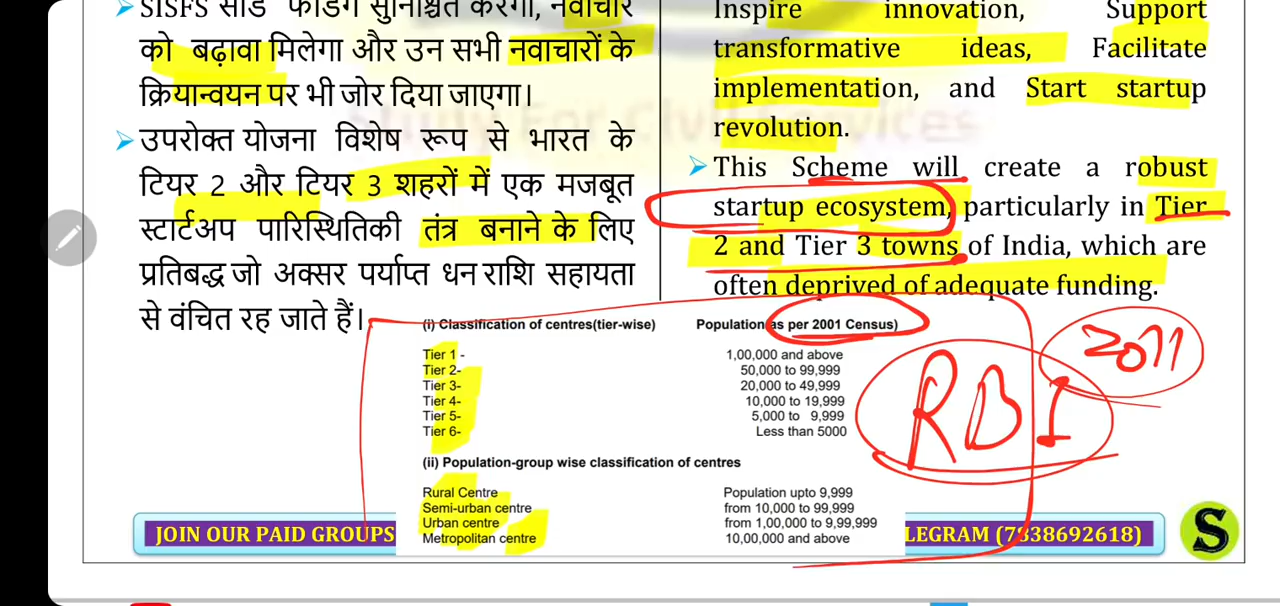 SISFS सीड फंडिंग सुनिश्चित करेगा, नवाचार
को बढ़ावा मिलेगा और उन सभी नवाचारों के
क्रियान्वयन पर भी जोर दिया जाएगा।
उपरोक्त योजना विशेष रूप से भारत के
टियर 2 और टियर 3 शहरों में एक मजबूत
स्टार्टअप पारिस्थितिकी तंत्र बनाने के लिए
प्रतिबद्ध जो अक्सर पर्याप्त धन राशि सहायता
से वंचित रह जाते हैं।
Inspire innovation, Support
transformative ideas, Facilitate
implementation, and Start startup
revolution.
This Scheme will create a robust
startup ecosystem, particularly in Tier
2 and Tier 3 towns of India, which are
often deprived of adequate funding.
(i) Classification of centres(tier-wise) Population (as per 2001 Census)
Tier 1 - 1,00,000 and above
Tier 2- 50,000 to 99,999
Tier 3- 20,000 to 49,999
Tier 4- 10,000 to 19,999
Tier 5- 5,000 to 9,999
Tier 6- Less than 5000
(ii) Population-group wise classification of centres
Rural Centre Population upto 9,999
Semi-urban centre from 10,000 to 99,999
Urban centre from 1,00,000 to 9,99,999
Metropolitan centre 10,00,000 and above
RBI
2011
JOIN OUR PAID GROUPS
LEGRAM (7838692618)
S